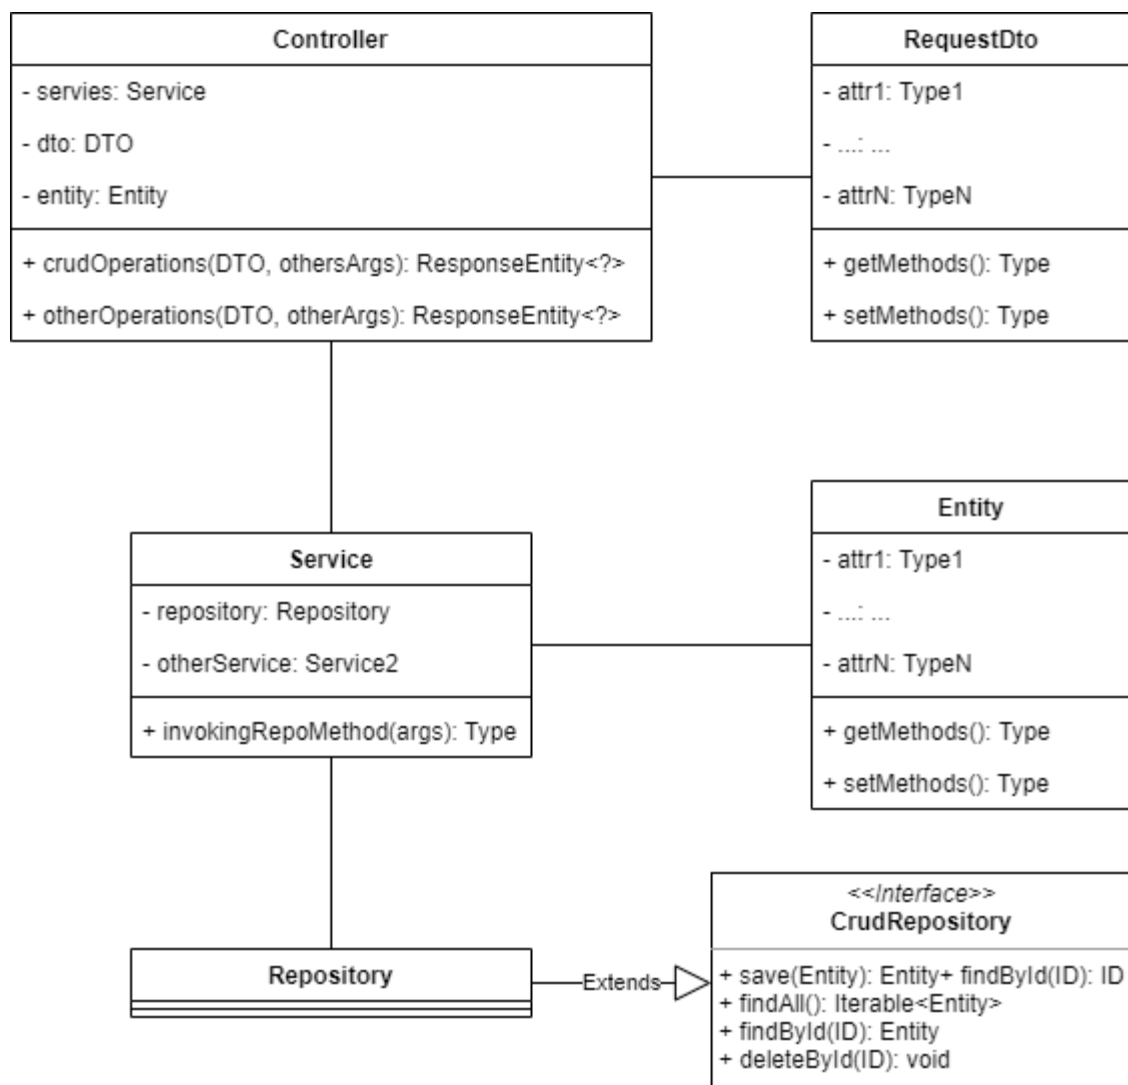 Controller
- servies: Service
- dto: DTO
- entity: Entity
+ crudOperations(DTO, othersArgs): ResponseEntity<?>
+ otherOperations(DTO, otherArgs): ResponseEntity<?>
RequestDto
- attr1: Type1
- ...: ...
- attrN: TypeN
+ getMethods(): Type
+ setMethods(): Type
Service
- repository: Repository
- otherService: Service2
+ invokingRepoMethod(args): Type
Entity
- attr1: Type1
- ...: ...
- attrN: TypeN
+ getMethods(): Type
+ setMethods(): Type
Repository
Extends
<<Interface>>
CrudRepository
+ save(Entity): Entity+ findById(ID): ID
+ findAll(): Iterable<Entity>
+ findById(ID): Entity
+ deleteById(ID): void